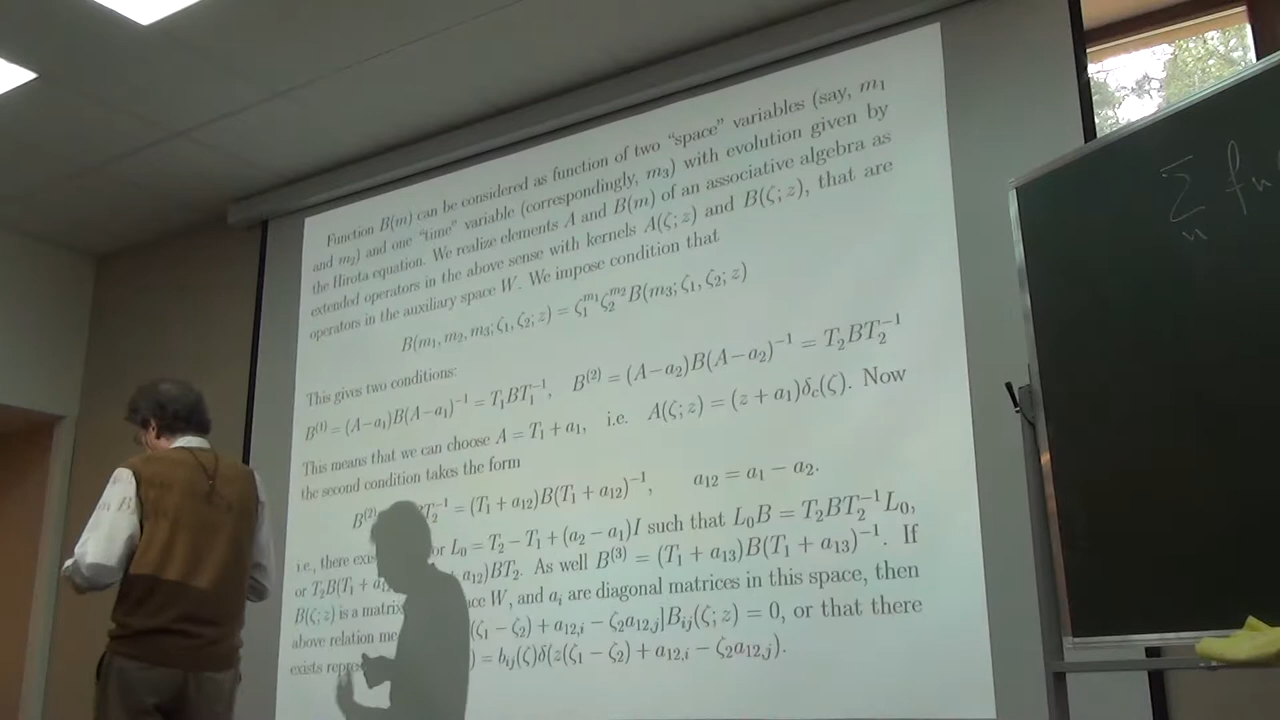 Function B(m) can be considered as function of two “space” variables (say, m₁
and m₂) and one “time” variable (correspondingly, m₃) with evolution given by
the Hirota equation. We realize elements A and B(m) of an associative algebra as
extended operators in the above sense with kernels A(ζ; z) and B(ζ; z), that are
operators in the auxiliary space W. We impose condition that
B(m₁, m₂, m₃; ζ₁, ζ₂; z) = ζ₁^{m₁} ζ₂^{m₂} B(m₃; ζ₁, ζ₂; z)
This gives two conditions:
B⁽¹⁾ = (A−a₁)B(A−a₁)⁻¹ = T₁BT₁⁻¹, B⁽²⁾ = (A−a₂)B(A−a₂)⁻¹ = T₂BT₂⁻¹
This means that we can choose A = T₁ + a₁, i.e. A(ζ; z) = (z + a₁)δ_c(ζ). Now
the second condition takes the form
B⁽²⁾ T₂⁻¹ = (T₁ + a₁₂)B(T₁ + a₁₂)⁻¹, a₁₂ = a₁ − a₂.
i.e., there L₀ = T₂ − T₁ + (a₂ − a₁)I such that L₀B = T₂BT₂⁻¹L₀,
or T₂B(T₁ + a₁₂)BT₂. As well B⁽³⁾ = (T₁ + a₁₃)B(T₁ + a₁₃)⁻¹. If
B(ζ; z) is a W, and aᵢ are diagonal matrices in this space, then
above relation (ζ₁ − ζ₂) + a₁₂,ᵢ − ζ₂a₁₂,ⱼ]Bᵢⱼ(ζ; z) = 0, or that there
exists ) = bᵢⱼ(ζ)δ(z(ζ₁ − ζ₂) + a₁₂,ᵢ − ζ₂a₁₂,ⱼ).
Σ f
n